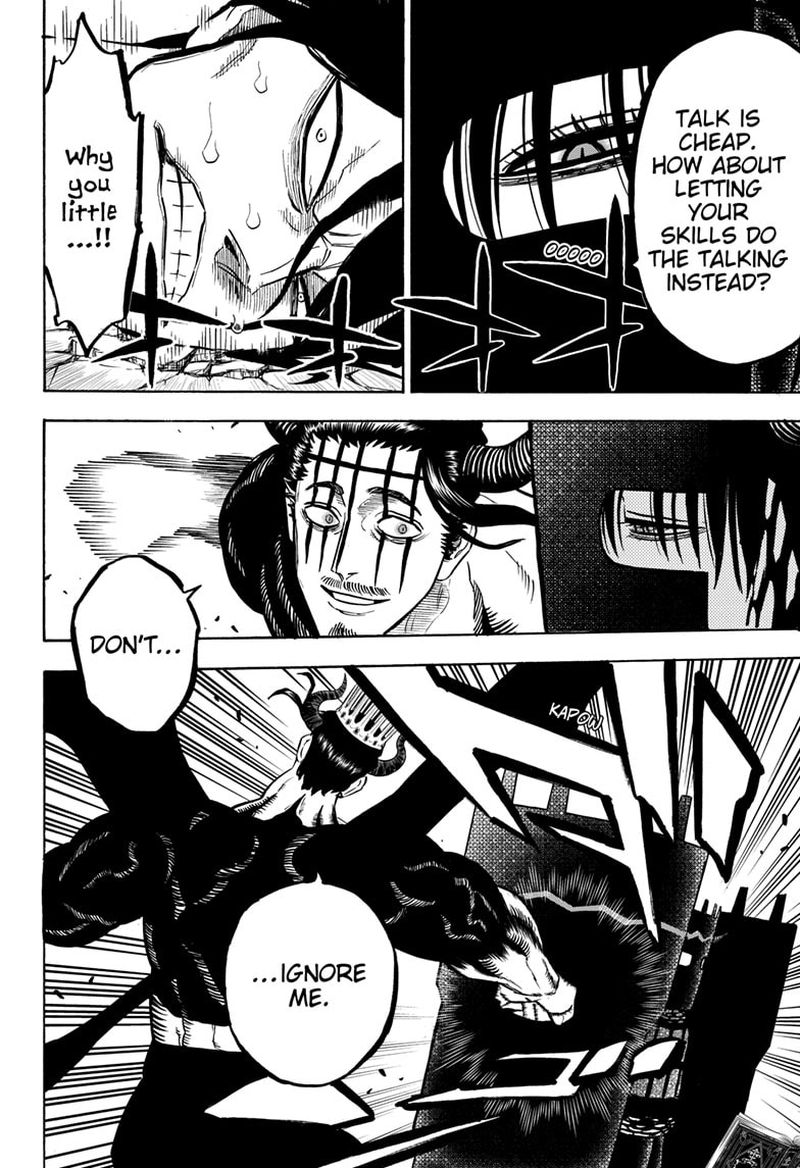 TALK IS
CHEAP.
HOW ABOUT
LETTING
YOUR
SKILLS DO
THE TALKING
INSTEAD?
OOOOO
Why
you
little
...!!
DON'T...
KAPOW
...IGNORE
ME.